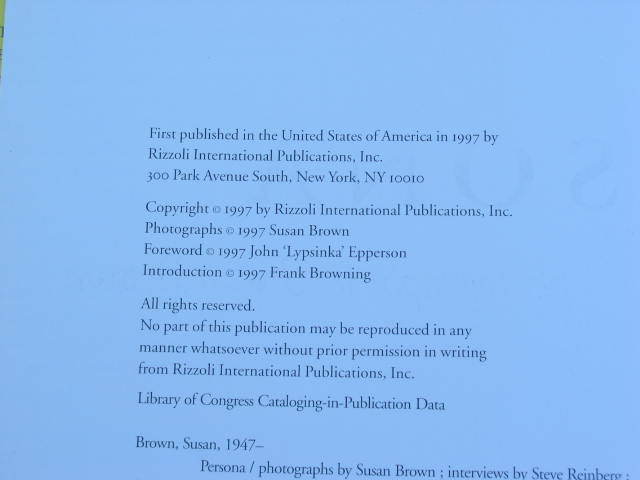 First published in the United States of America in 1997 by
Rizzoli International Publications, Inc.
300 Park Avenue South, New York, NY 10010
Copyright © 1997 by Rizzoli International Publications, Inc.
Photographs © 1997 Susan Brown
Foreword © 1997 John ‘Lypsinka’ Epperson
Introduction © 1997 Frank Browning
All rights reserved.
No part of this publication may be reproduced in any
manner whatsoever without prior permission in writing
from Rizzoli International Publications, Inc.
Library of Congress Cataloging-in-Publication Data
Brown, Susan, 1947–
Persona / photographs by Susan Brown ; interviews by Steve Reinberg ;